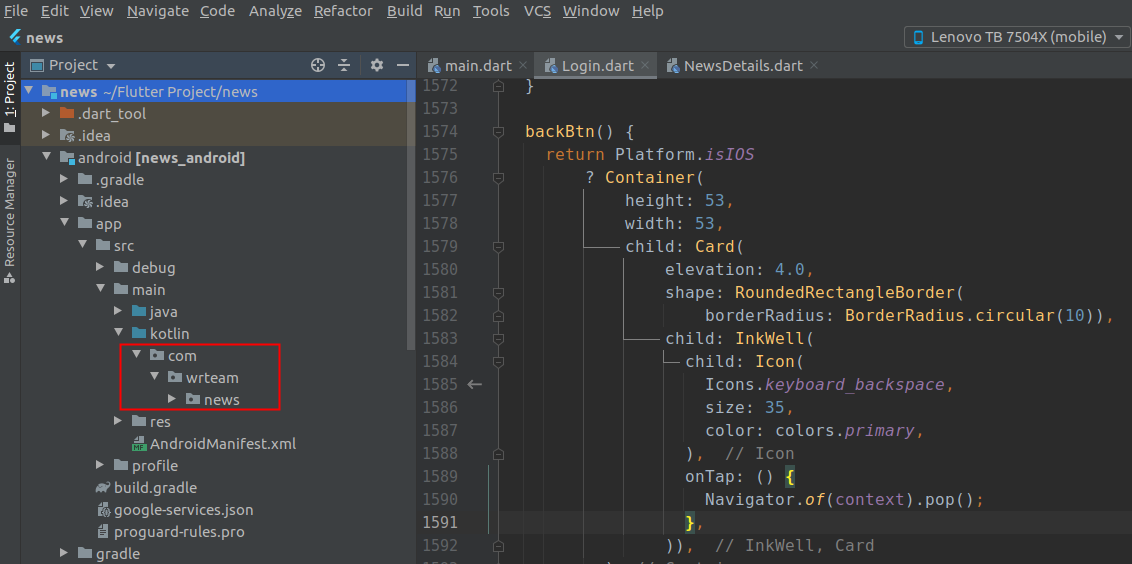 File Edit View Navigate Code Analyze Refactor Build Run Tools VCS Window Help
news
Lenovo TB 7504X (mobile)
1: Project
Resource Manager
Project
news ~/Flutter Project/news
.dart_tool
.idea
android [news_android]
.gradle
.idea
app
src
debug
main
java
kotlin
com
wrteam
news
res
AndroidManifest.xml
profile
build.gradle
google-services.json
proguard-rules.pro
gradle
main.dart Login.dart NewsDetails.dart
1572 }
1573
1574 backBtn() {
1575 return Platform.isIOS
1576 ? Container(
1577 height: 53,
1578 width: 53,
1579 child: Card(
1580 elevation: 4.0,
1581 shape: RoundedRectangleBorder(
1582 borderRadius: BorderRadius.circular(10)),
1583 child: InkWell(
1584 child: Icon(
1585 Icons.keyboard_backspace,
1586 size: 35,
1587 color: colors.primary,
1588 ), // Icon
1589 onTap: () {
1590 Navigator.of(context).pop();
1591 },
1592 )), // InkWell, Card